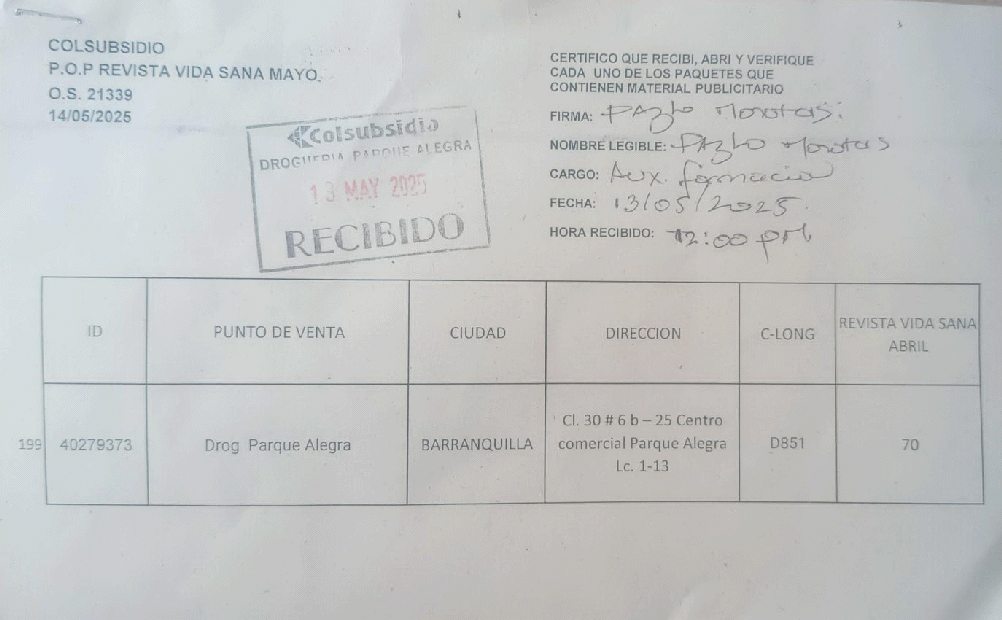 COLSUBSIDIO
P.O.P REVISTA VIDA SANA MAYO.
O.S. 21339
14/05/2025
Colsubsidio
DROGUERIA PARQUE ALEGRA
13 MAY 2025
RECIBIDO
CERTIFICO QUE RECIBI, ABRI Y VERIFIQUE
CADA UNO DE LOS PAQUETES QUE
CONTIENEN MATERIAL PUBLICITARIO
FIRMA:
NOMBRE LEGIBLE:
CARGO: Aux. farmacia
FECHA: 13/05/2025.
HORA RECIBIDO: 12:00 pM
ID PUNTO DE VENTA CIUDAD DIRECCION C-LONG REVISTA VIDA SANA
ABRIL
199 40279373 Drog Parque Alegra BARRANQUILLA Cl. 30 # 6 b – 25 Centro
comercial Parque Alegra
Lc. 1-13
D851 70